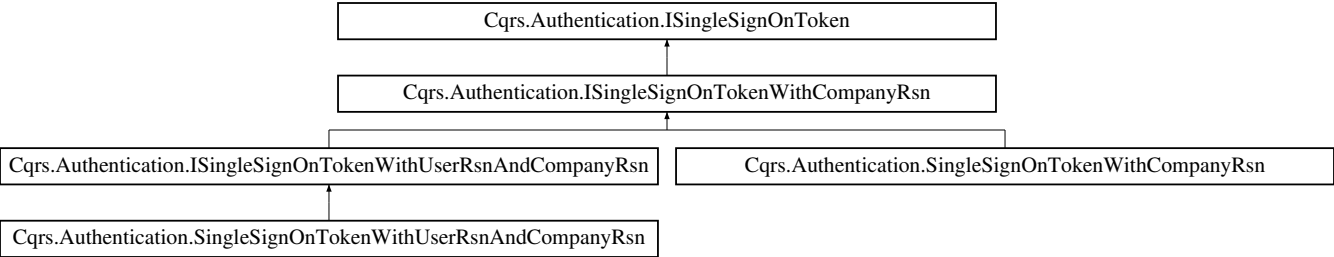 Cqrs.Authentication.ISingleSignOnToken
Cqrs.Authentication.ISingleSignOnTokenWithCompanyRsn
Cqrs.Authentication.ISingleSignOnTokenWithUserRsnAndCompanyRsn
Cqrs.Authentication.SingleSignOnTokenWithCompanyRsn
Cqrs.Authentication.SingleSignOnTokenWithUserRsnAndCompanyRsn